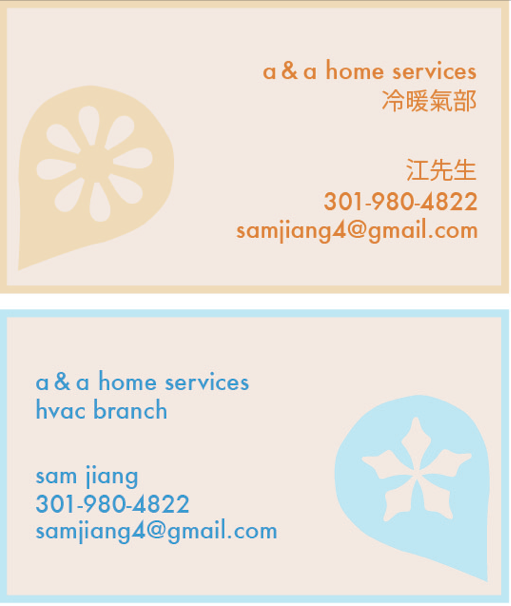 a & a home services
冷暖氣部
江先生
301-980-4822
samjiang4@gmail.com
a & a home services
hvac branch
sam jiang
301-980-4822
samjiang4@gmail.com